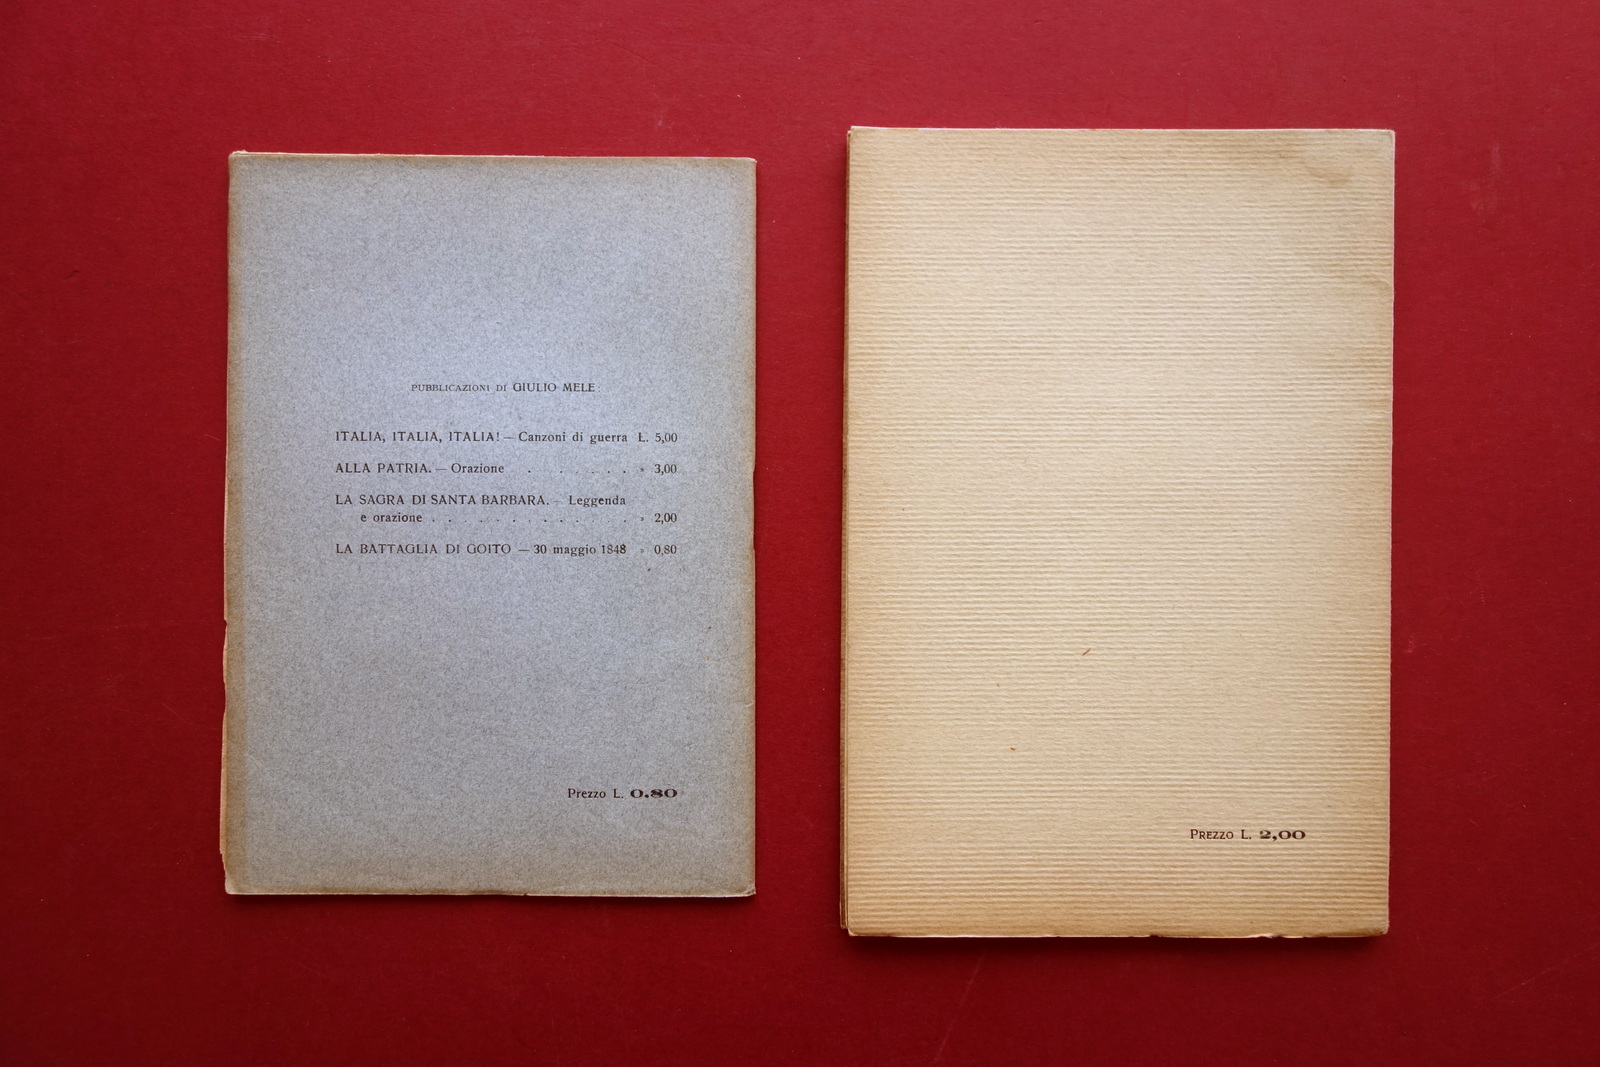 PUBBLICAZIONI DI GIULIO MELE:
ITALIA, ITALIA, ITALIA! — Canzoni di guerra L. 5,00
ALLA PATRIA. — Orazione . . . . . . » 3,00
LA SAGRA DI SANTA BARBARA. — Leggenda
e orazione . . . . . . . . . . . . . » 2,00
LA BATTAGLIA DI GOITO — 30 maggio 1848 » 0,80
Prezzo L. 0.80
PREZZO L. 2,00